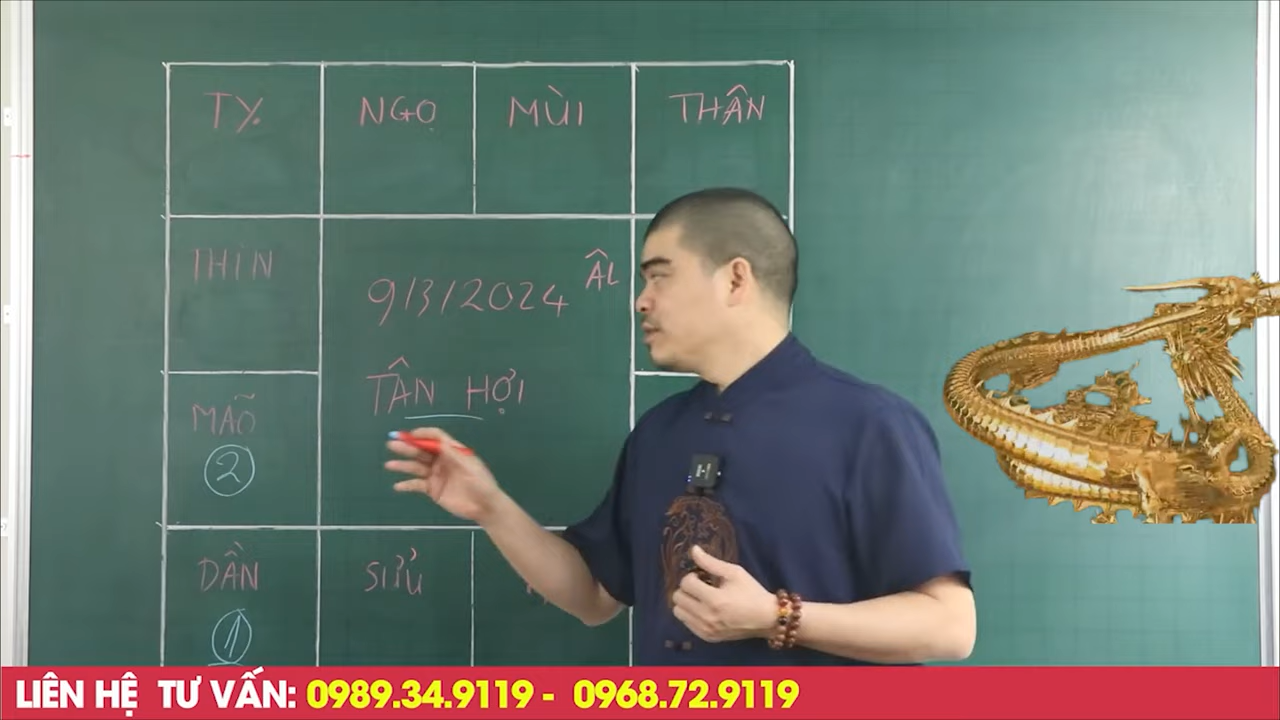 TỴ NGỌ MÙI THÂN
THÌN
9/3/2024 ÂL
TÂN HỢI
MÃO
2
DẦN SỬU
1
LIÊN HỆ TƯ VẤN: 0989.34.9119 - 0968.72.9119